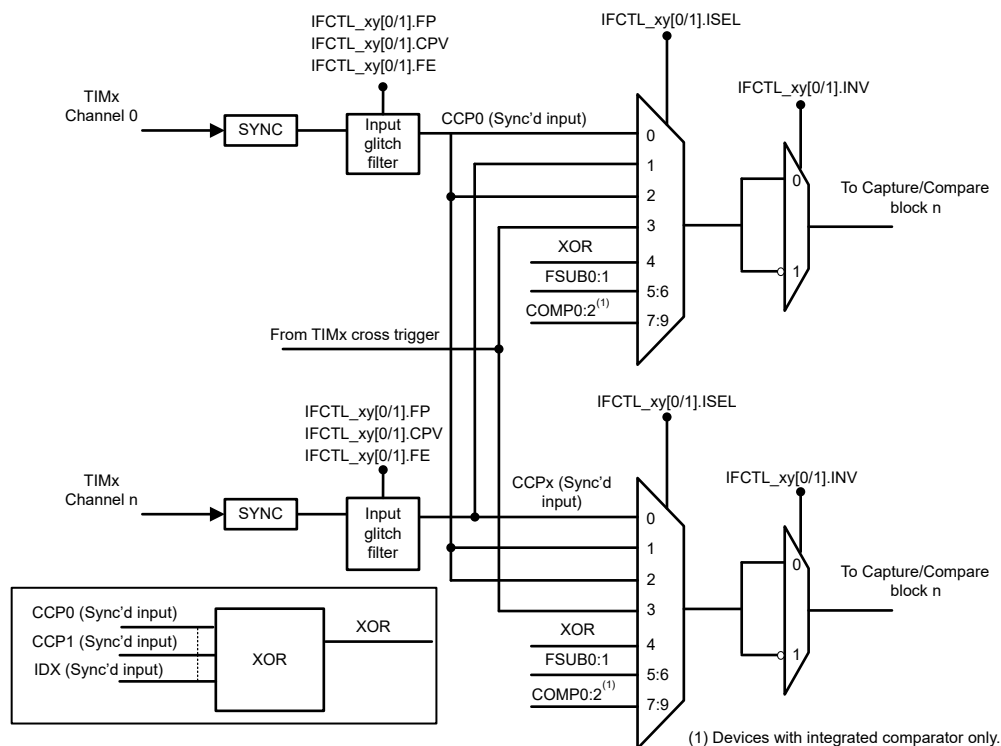 IFCTL_xy[0/1].FP
IFCTL_xy[0/1].CPV
IFCTL_xy[0/1].FE
IFCTL_xy[0/1].ISEL
IFCTL_xy[0/1].INV
TIMx
Channel 0
SYNC
Input
glitch
filter
CCP0 (Sync'd input)
0
1
2
3
4
5:6
7:9
XOR
FSUB0:1
COMP0:2(1)
0
1
To Capture/Compare
block n
From TIMx cross trigger
IFCTL_xy[0/1].FP
IFCTL_xy[0/1].CPV
IFCTL_xy[0/1].FE
IFCTL_xy[0/1].ISEL
IFCTL_xy[0/1].INV
TIMx
Channel n
SYNC
Input
glitch
filter
CCPx (Sync'd
input)
0
1
2
3
4
5:6
7:9
XOR
FSUB0:1
COMP0:2(1)
0
1
To Capture/Compare
block n
CCP0 (Sync'd input)
CCP1 (Sync'd input)
IDX (Sync'd input)
XOR
XOR
(1) Devices with integrated comparator only.